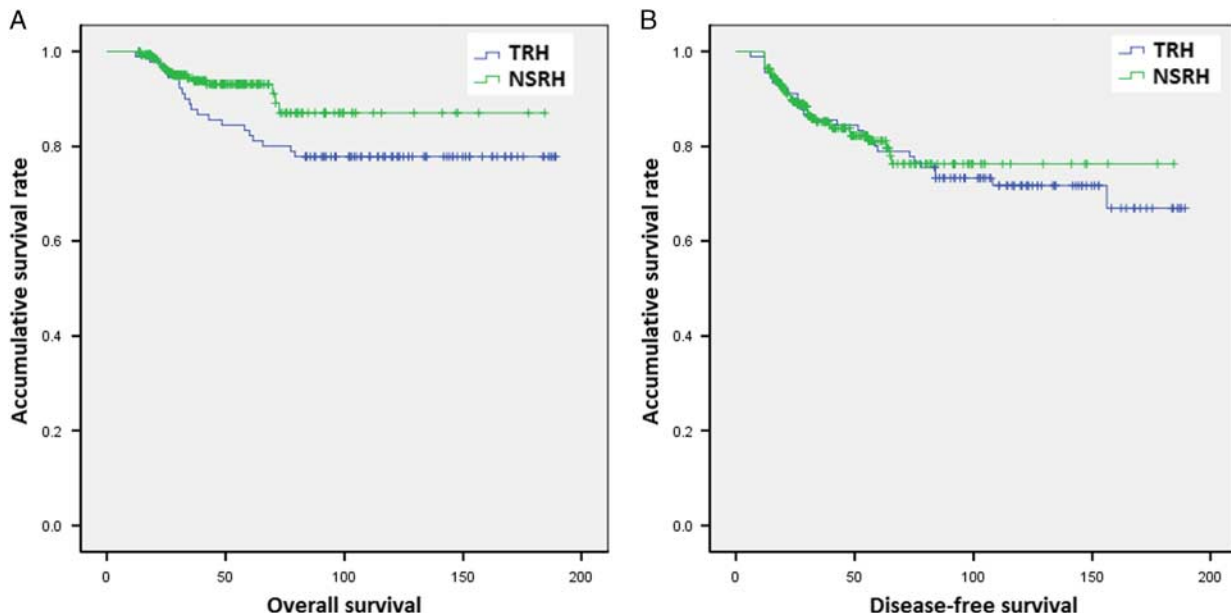 A
B
TRH
NSRH
TRH
NSRH
1.0
0.8
0.6
0.4
0.2
0.0
Accumulative survival rate
0
50
100
150
200
Overall survival
1.0
0.8
0.6
0.4
0.2
0.0
Accumulative survival rate
0
50
100
150
200
Disease-free survival